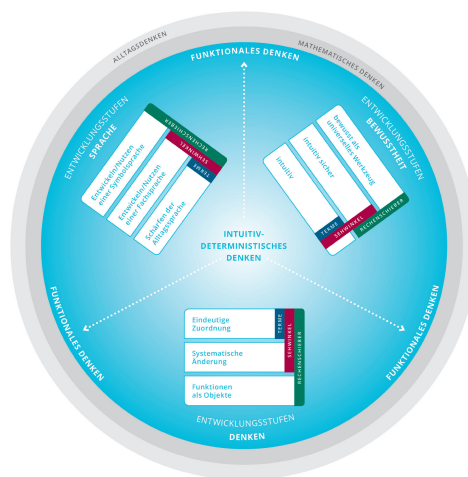 ALLTAGSDENKEN
MATHEMATISCHES DENKEN
FUNKTIONALES DENKEN
ENTWICKLUNGSSTUFEN
SPRACHE
Entwickeln/Nutzen
einer Symbolsprache
Entwickeln/Nutzen
einer Fachsprache
Schärfen der
Alltagssprache
RECHENSCHIEBER
SEHWINKEL
TERME
ENTWICKLUNGSSTUFEN
BEWUSSTHEIT
intuitiv
intuitiv sicher
bewusst als
universelles Werkzeug
TERME
SEHWINKEL
RECHENSCHIEBER
INTUITIV-
DETERMINISTISCHES
DENKEN
FUNKTIONALES DENKEN
FUNKTIONALES DENKEN
Eindeutige
Zuordnung
Systematische
Änderung
Funktionen
als Objekte
TERME
SEHWINKEL
RECHENSCHIEBER
ENTWICKLUNGSSTUFEN
DENKEN